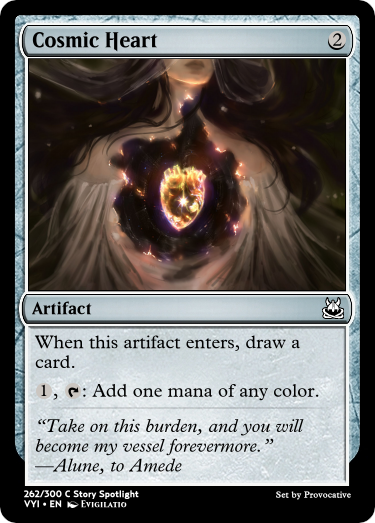 Cosmic Heart 2
Artifact
When this artifact enters, draw a
card.
1, : Add one mana of any color.
“Take on this burden, and you will
become my vessel forevermore.”
—Alune, to Amede
262/300 C Story Spotlight
VYI • EN Evigilatio
Set by Provocative